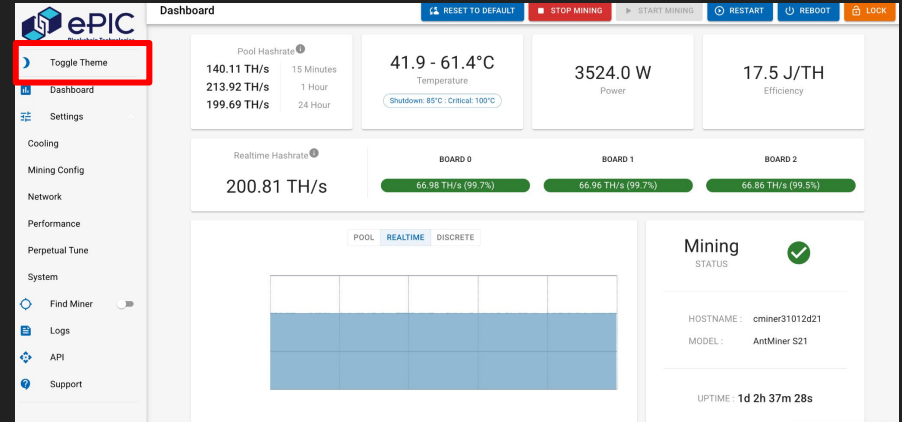 ePIC
Blockchain Technologies
Toggle Theme
Dashboard
Settings
Cooling
Mining Config
Network
Performance
Perpetual Tune
System
Find Miner
Logs
API
Support
Dashboard
RESET TO DEFAULT
STOP MINING
START MINING
RESTART
REBOOT
LOCK
Pool Hashrate
140.11 TH/s 15 Minutes
213.92 TH/s 1 Hour
199.69 TH/s 24 Hour
41.9 - 61.4°C
Temperature
Shutdown: 85°C : Critical: 100°C
3524.0 W
Power
17.5 J/TH
Efficiency
Realtime Hashrate
200.81 TH/s
BOARD 0
66.98 TH/s (99.7%)
BOARD 1
66.96 TH/s (99.7%)
BOARD 2
66.86 TH/s (99.5%)
POOL REALTIME DISCRETE
Mining
STATUS
HOSTNAME : cminer31012d21
MODEL : AntMiner S21
UPTIME : 1d 2h 37m 28s